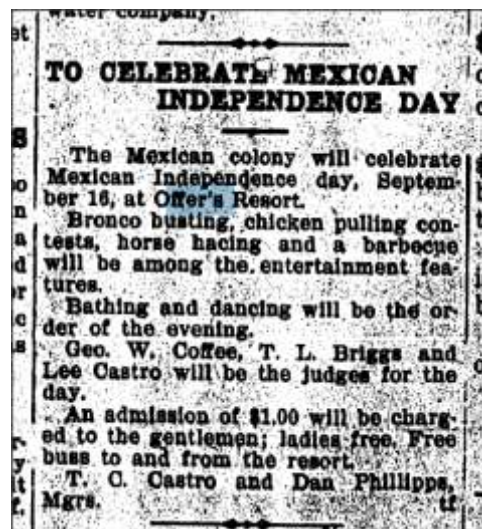 water company.
TO CELEBRATE MEXICAN
INDEPENDENCE DAY
The Mexican colony will celebrate
Mexican Independence day, Septem-
ber 16, at Offer's Resort.
Bronco busting, chicken pulling con-
tests, horse hacing and a barbecue
will be among the entertainment fea-
tures.
Bathing and dancing will be the or-
der of the evening.
Geo. W. Coffee, T. L. Briggs and
Lee Castro will be the judges for the
day.
An admission of $1.00 will be charg-
ed to the gentlemen; ladies free. Free
buss to and from the resort.
T. C. Castro and Dan Phillipps,
Mgrs. tf